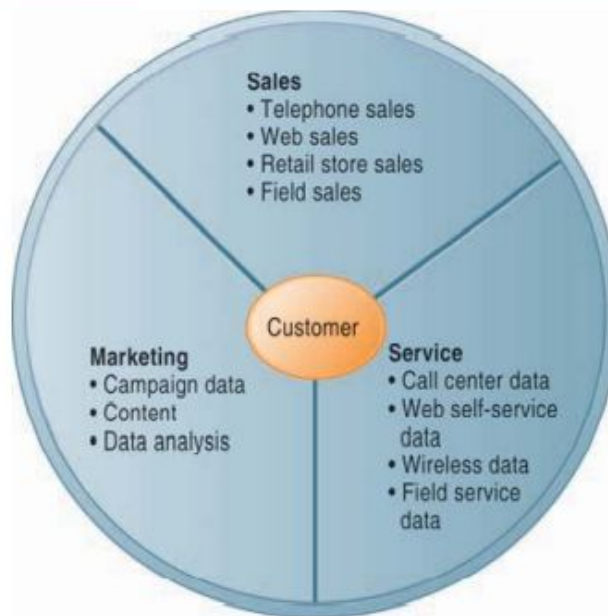 Sales
• Telephone sales
• Web sales
• Retail store sales
• Field sales
Customer
Marketing
• Campaign data
• Content
• Data analysis
Service
• Call center data
• Web self-service
data
• Wireless data
• Field service
data